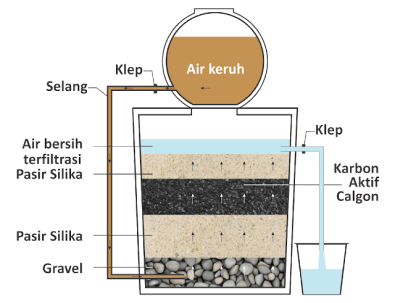 Air keruh
Klep
Selang
Klep
Air bersih
terfiltrasi
Pasir Silika
Karbon
Aktif
Calgon
Pasir Silika
Gravel